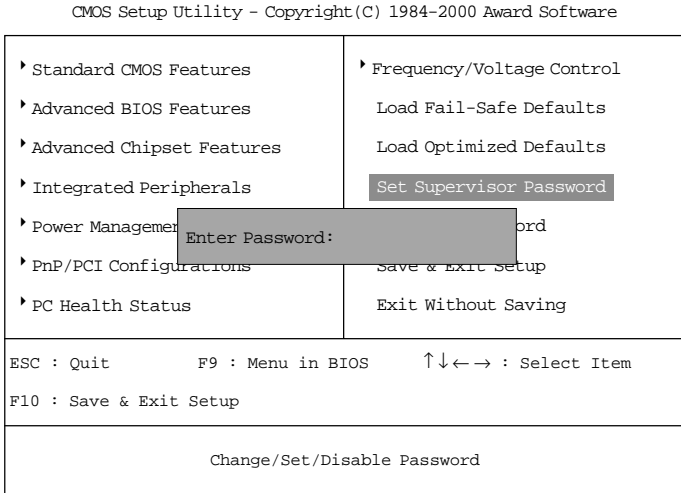 CMOS Setup Utility - Copyright(C) 1984-2000 Award Software
Standard CMOS Features
Advanced BIOS Features
Advanced Chipset Features
Integrated Peripherals
Power Managemen
PnP/PCI Configurations
PC Health Status
Frequency/Voltage Control
Load Fail-Safe Defaults
Load Optimized Defaults
Set Supervisor Password
ord
Save & Exit Setup
Exit Without Saving
Enter Password:
ESC : Quit F9 : Menu in BIOS ↑↓←→ : Select Item
F10 : Save & Exit Setup
Change/Set/Disable Password